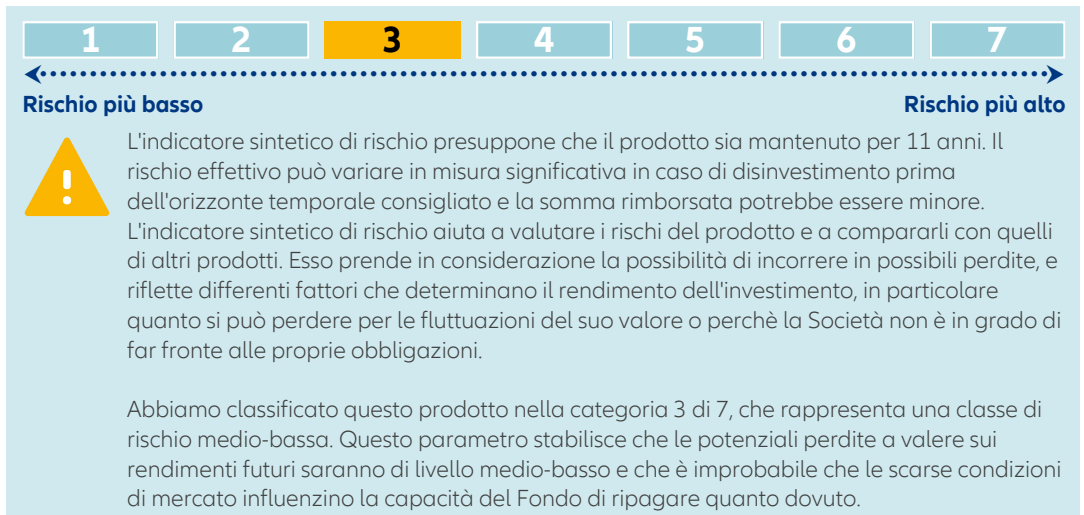 1 2 3 4 5 6 7
Rischio più basso Rischio più alto
L'indicatore sintetico di rischio presuppone che il prodotto sia mantenuto per 11 anni. Il
rischio effettivo può variare in misura significativa in caso di disinvestimento prima
dell'orizzonte temporale consigliato e la somma rimborsata potrebbe essere minore.
L'indicatore sintetico di rischio aiuta a valutare i rischi del prodotto e a compararli con quelli
di altri prodotti. Esso prende in considerazione la possibilità di incorrere in possibili perdite, e
riflette differenti fattori che determinano il rendimento dell'investimento, in particolare
quanto si può perdere per le fluttuazioni del suo valore o perchè la Società non è in grado di
far fronte alle proprie obbligazioni.
Abbiamo classificato questo prodotto nella categoria 3 di 7, che rappresenta una classe di
rischio medio-bassa. Questo parametro stabilisce che le potenziali perdite a valere sui
rendimenti futuri saranno di livello medio-basso e che è improbabile che le scarse condizioni
di mercato influenzino la capacità del Fondo di ripagare quanto dovuto.